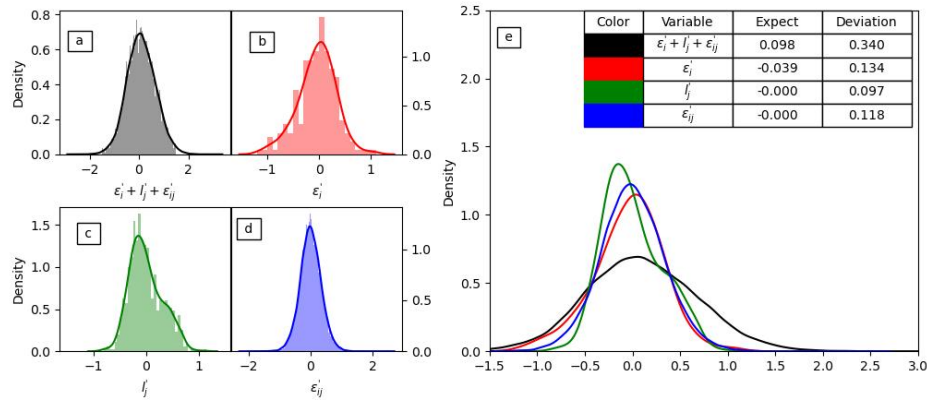 a
Density
0.0
0.2
0.4
0.6
0.8
−2
0
2
ε′i + l′j + ε′ij
b
0.0
0.5
1.0
−1
0
1
ε′i
c
Density
0.0
0.5
1.0
1.5
−1
0
1
l′j
d
0.0
0.5
1.0
−2
0
2
ε′ij
e
Density
0.0
0.5
1.0
1.5
2.0
2.5
−1.5
−1.0
−0.5
0.0
0.5
1.0
1.5
2.0
2.5
3.0
Color Variable Expect Deviation
ε′i + l′j + ε′ij 0.098 0.340
ε′i -0.039 0.134
l′j -0.000 0.097
ε′ij -0.000 0.118